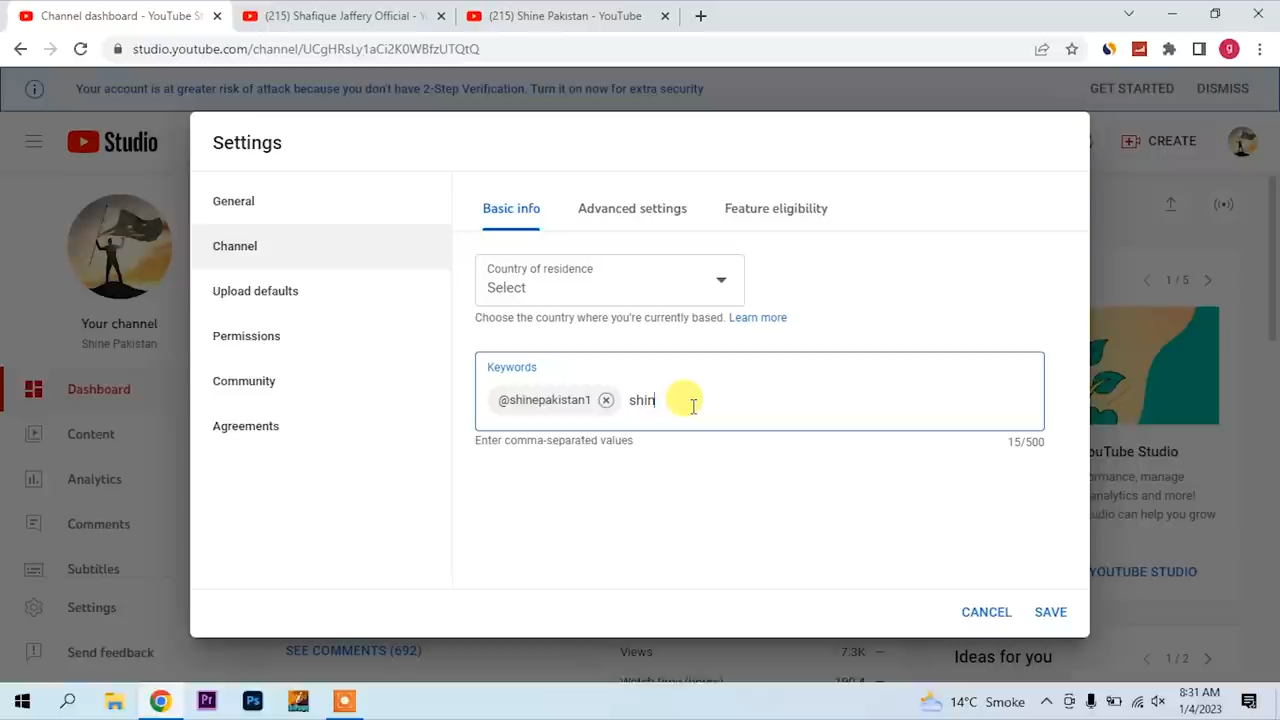 Channel dashboard - YouTube S
(215) Shafique Jaffery Official - Y
(215) Shine Pakistan - YouTube
studio.youtube.com/channel/UCgHRsLy1aCi2K0WBfzUTQtQ
g
Your account is at greater risk of attack because you don't have 2-Step Verification. Turn it on now for extra security
GET STARTED
DISMISS
Studio
CREATE
Settings
General
Channel
Upload defaults
Permissions
Community
Agreements
Basic info
Advanced settings
Feature eligibility
Country of residence
Select
Choose the country where you're currently based. Learn more
Keywords
@shinepakistan1
shin
Enter comma-separated values
15/500
CANCEL
SAVE
Your channel
Shine Pakistan
Dashboard
Content
Analytics
Comments
Subtitles
Settings
Send feedback
1 / 5
ouTube Studio
rmance, manage
analytics and more!
tudio can help you grow
YOUTUBE STUDIO
SEE COMMENTS (692)
Views
7.3K —
Ideas for you
1 / 2
Pr
Ps
14°C Smoke
8:31 AM
1/4/2023